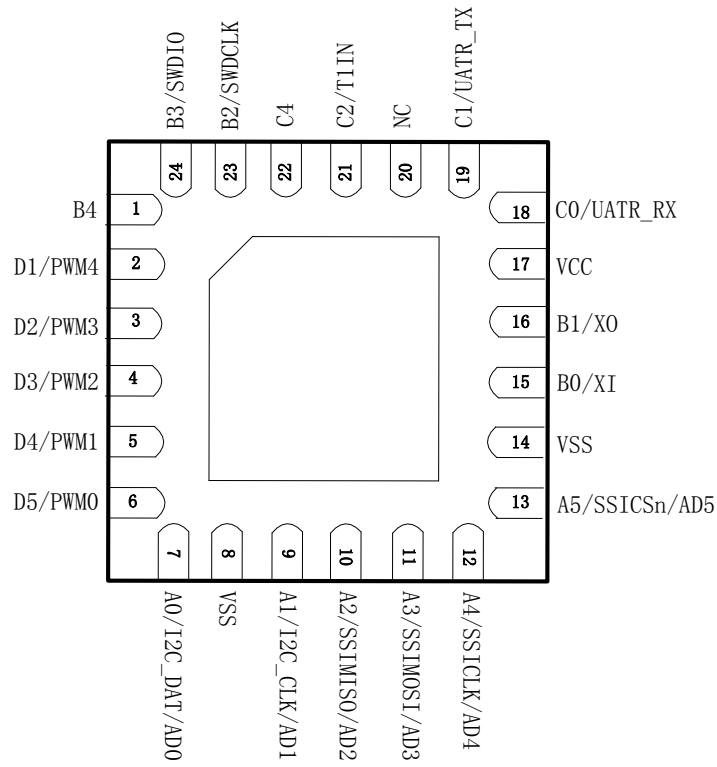 B3/SWDIO
B2/SWDCLK
C4
C2/T1IN
NC
C1/UATR_TX
24
23
22
21
20
19
B4
1
D1/PWM4
2
D2/PWM3
3
D3/PWM2
4
D4/PWM1
5
D5/PWM0
6
18
C0/UATR_RX
17
VCC
16
B1/XO
15
B0/XI
14
VSS
13
A5/SSICSn/AD5
7
8
9
10
11
12
A0/I2C_DAT/AD0
VSS
A1/I2C_CLK/AD1
A2/SSIMISO/AD2
A3/SSIMOSI/AD3
A4/SSICLK/AD4